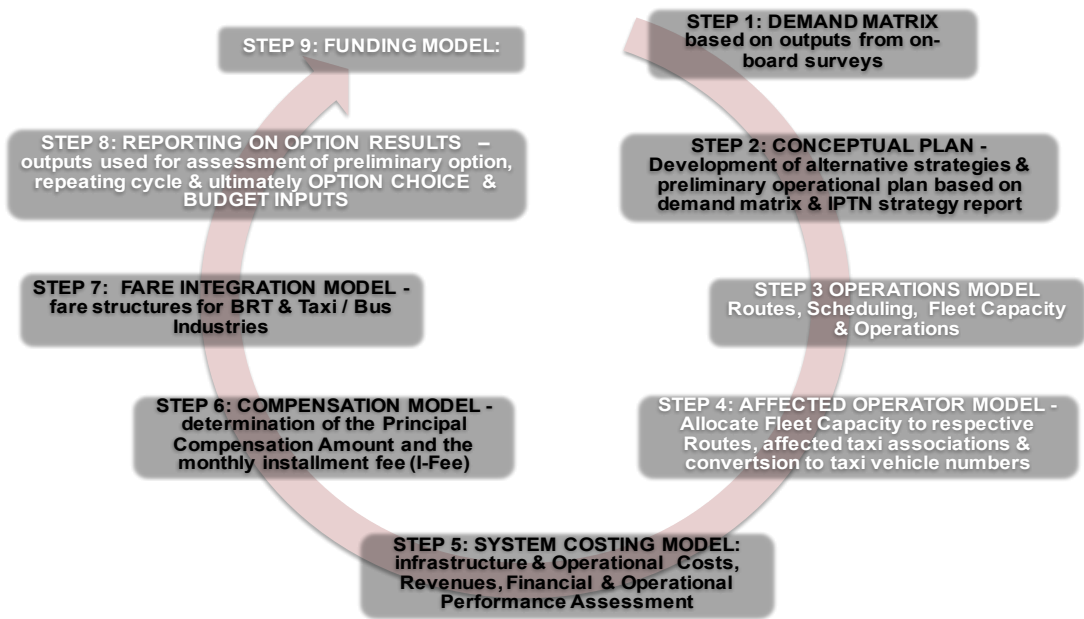 STEP 1: DEMAND MATRIX
based on outputs from on-
board surveys
STEP 2: CONCEPTUAL PLAN -
Development of alternative strategies &
preliminary operational plan based on
demand matrix & IPTN strategy report
STEP 3 OPERATIONS MODEL
Routes, Scheduling, Fleet Capacity
& Operations
STEP 4: AFFECTED OPERATOR MODEL -
Allocate Fleet Capacity to respective
Routes, affected taxi associations &
convertsion to taxi vehicle numbers
STEP 5: SYSTEM COSTING MODEL:
infrastructure & Operational Costs,
Revenues, Financial & Operational
Performance Assessment
STEP 6: COMPENSATION MODEL -
determination of the Principal
Compensation Amount and the
monthly installment fee (I-Fee)
STEP 7: FARE INTEGRATION MODEL -
fare structures for BRT & Taxi / Bus
Industries
STEP 8: REPORTING ON OPTION RESULTS –
outputs used for assessment of preliminary option,
repeating cycle & ultimately OPTION CHOICE &
BUDGET INPUTS
STEP 9: FUNDING MODEL: